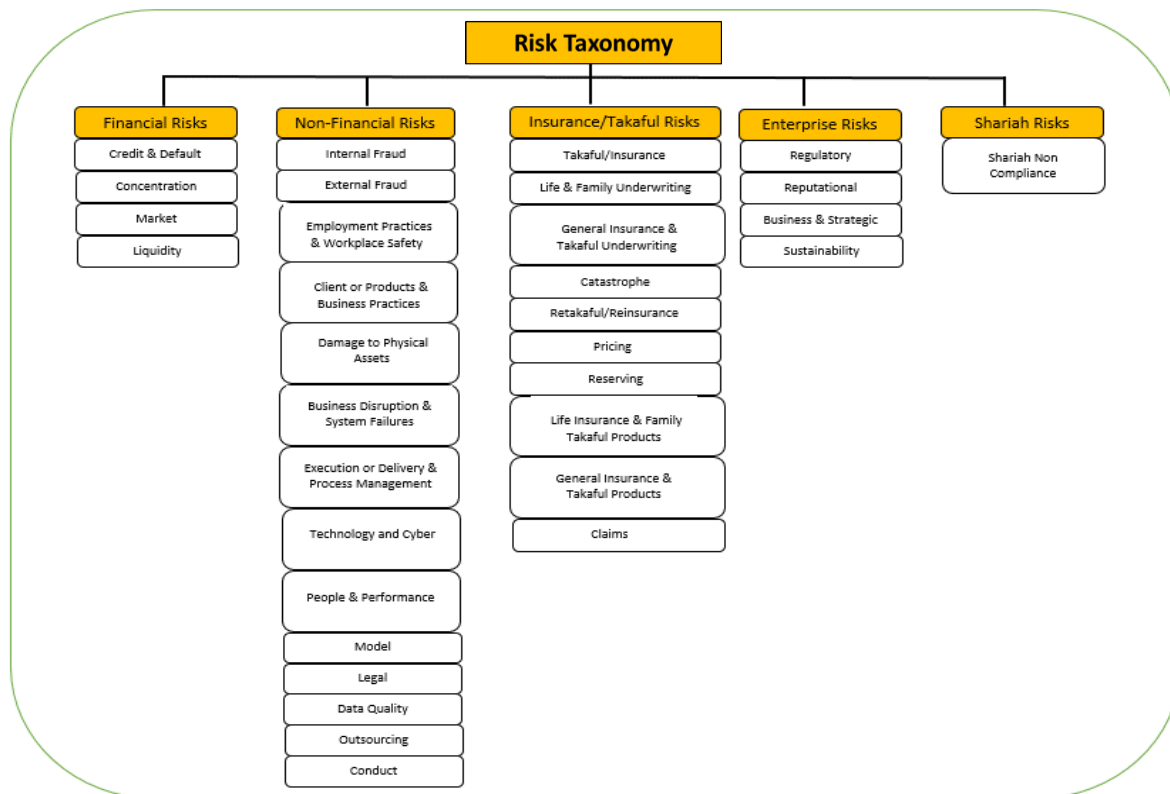 Risk Taxonomy
Financial Risks
Credit & Default
Concentration
Market
Liquidity
Non-Financial Risks
Internal Fraud
External Fraud
Employment Practices
& Workplace Safety
Client or Products &
Business Practices
Damage to Physical
Assets
Business Disruption &
System Failures
Execution or Delivery &
Process Management
Technology and Cyber
People & Performance
Model
Legal
Data Quality
Outsourcing
Conduct
Insurance/Takaful Risks
Takaful/Insurance
Life & Family Underwriting
General Insurance &
Takaful Underwriting
Catastrophe
Retakaful/Reinsurance
Pricing
Reserving
Life Insurance & Family
Takaful Products
General Insurance &
Takaful Products
Claims
Enterprise Risks
Regulatory
Reputational
Business & Strategic
Sustainability
Shariah Risks
Shariah Non
Compliance